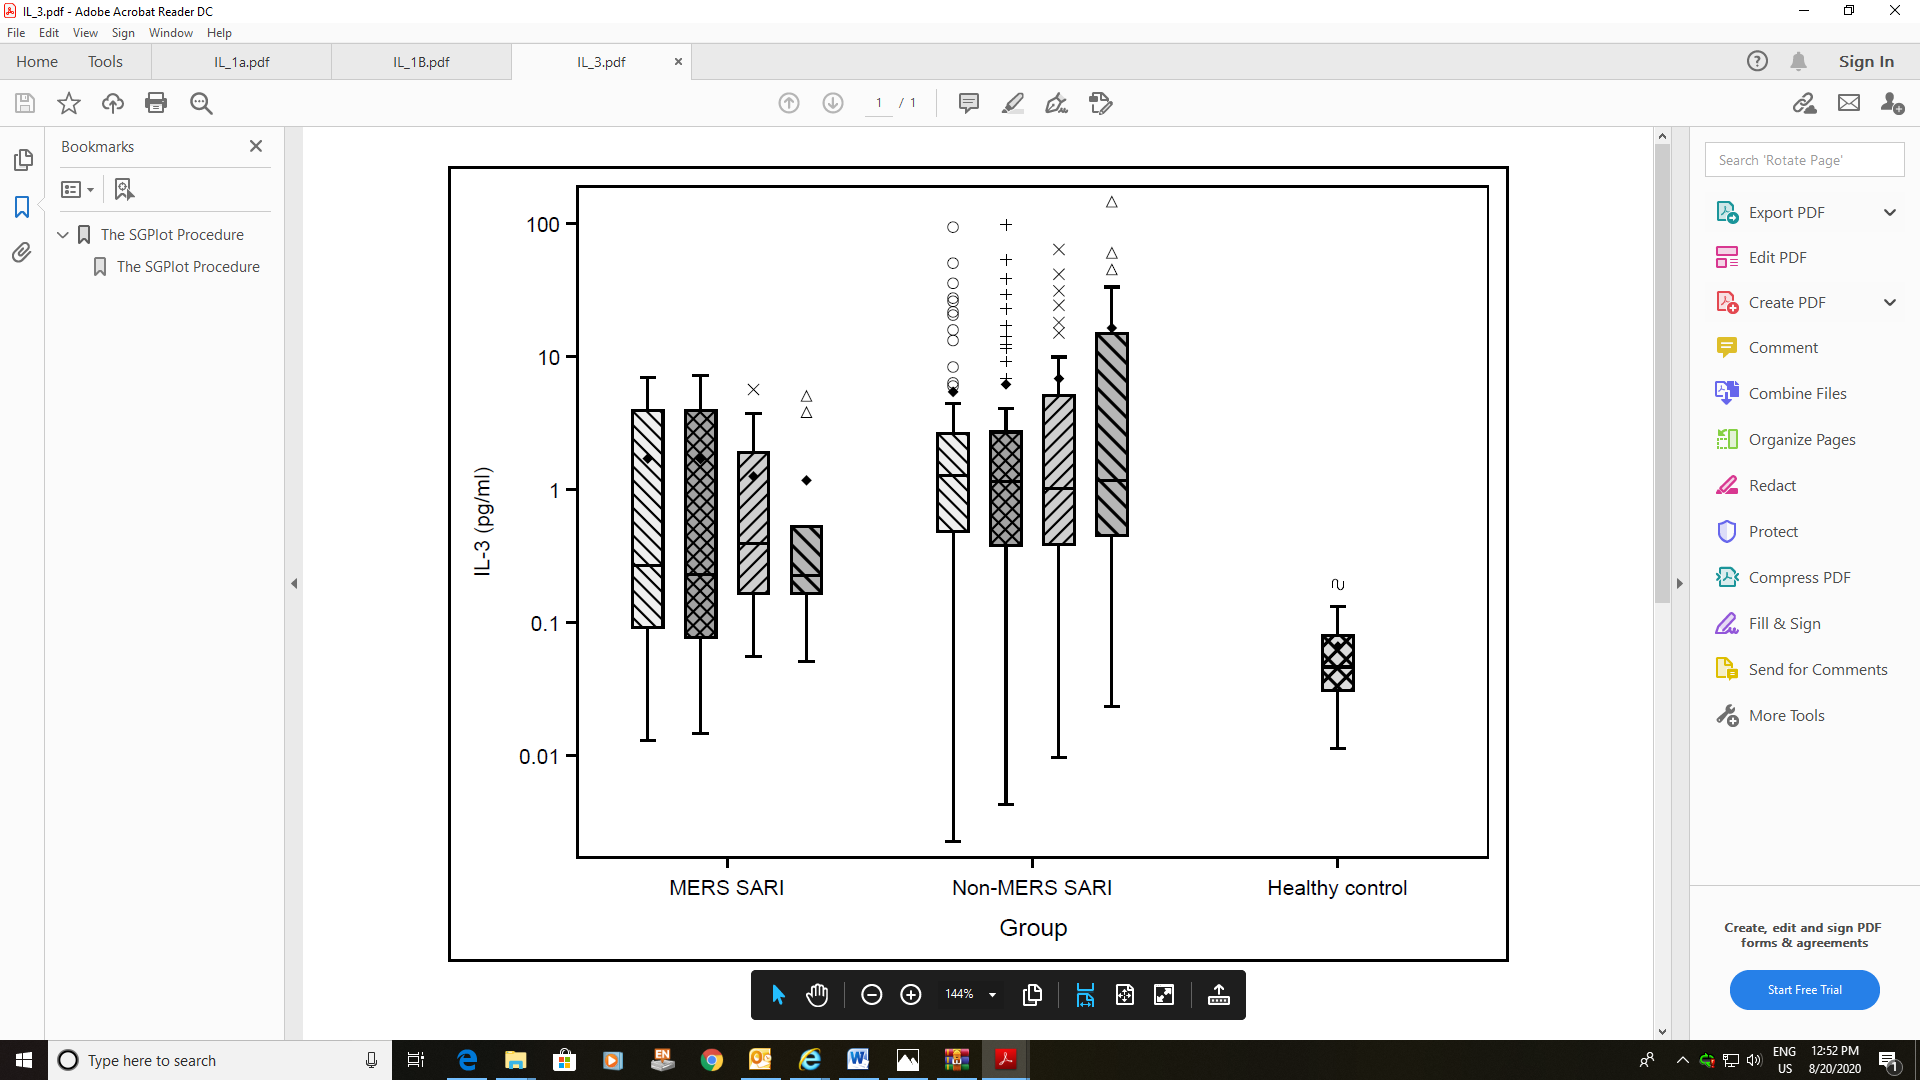 IL_3.pdf - Adobe Acrobat Reader DC
File Edit View Sign Window Help
Home Tools IL_1a.pdf IL_1B.pdf IL_3.pdf Sign In
1 / 1
Bookmarks
The SGPlot Procedure
The SGPlot Procedure
100
10
1
0.1
0.01
IL-3 (pg/ml)
MERS SARI Non-MERS SARI Healthy control
Group
144%
Search 'Rotate Page'
Export PDF
Edit PDF
Create PDF
Comment
Combine Files
Organize Pages
Redact
Protect
Compress PDF
Fill & Sign
Send for Comments
More Tools
Create, edit and sign PDF
forms & agreements
Start Free Trial
Type here to search
EN
ENG
US
12:52 PM
8/20/2020
1